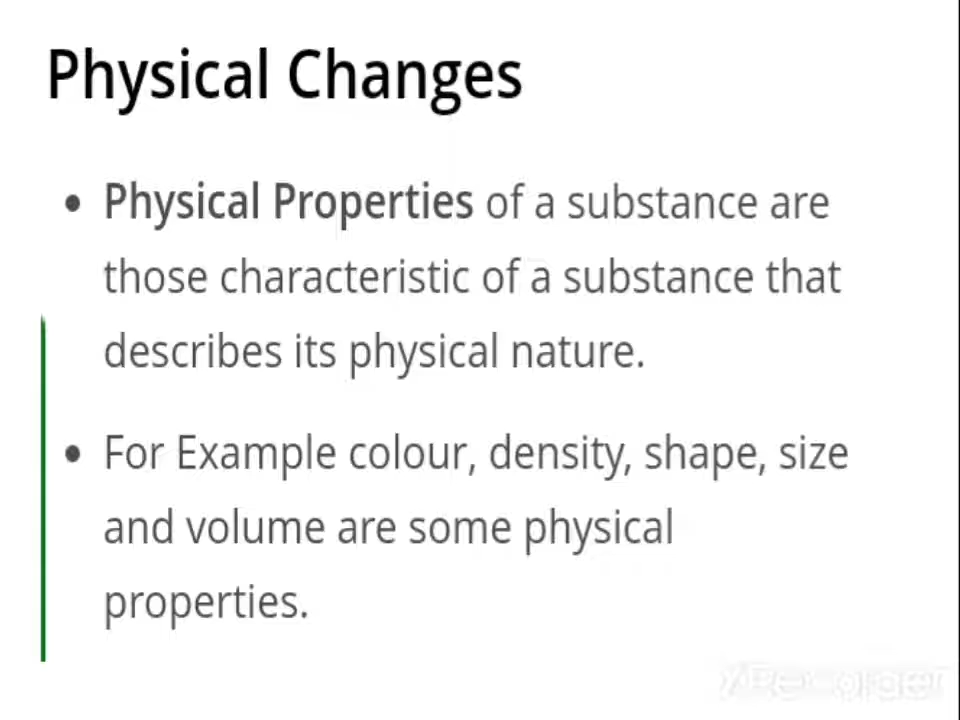 Physical Changes
• Physical Properties of a substance are
those characteristic of a substance that
describes its physical nature.
• For Example colour, density, shape, size
and volume are some physical
properties.
XRecorder